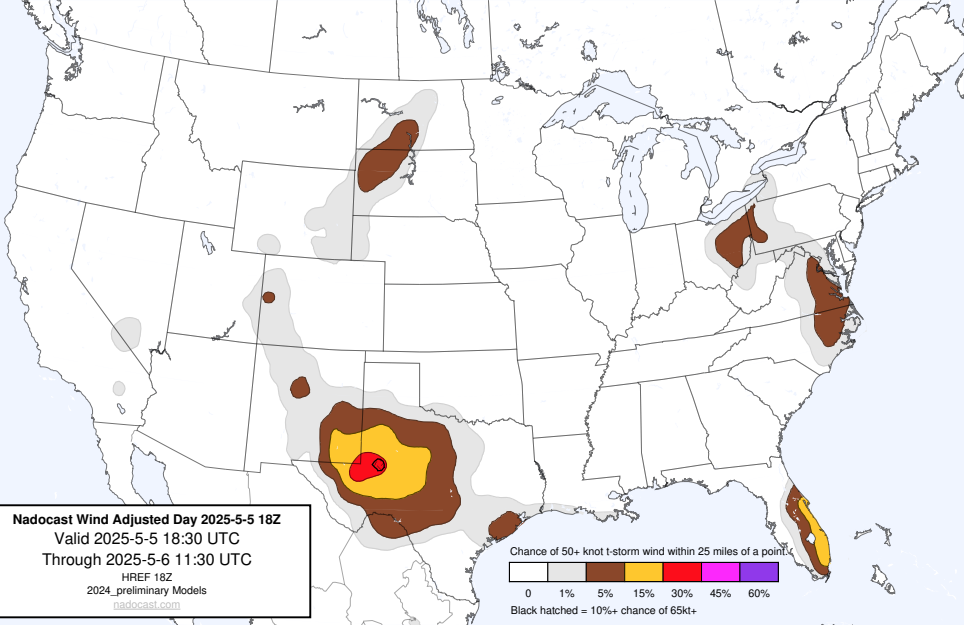 Nadocast Wind Adjusted Day 2025-5-5 18Z
Valid 2025-5-5 18:30 UTC
Through 2025-5-6 11:30 UTC
HREF 18Z
2024_preliminary Models
nadocast.com
Chance of 50+ knot t-storm wind within 25 miles of a point.
0 1% 5% 15% 30% 45% 60%
Black hatched = 10%+ chance of 65kt+